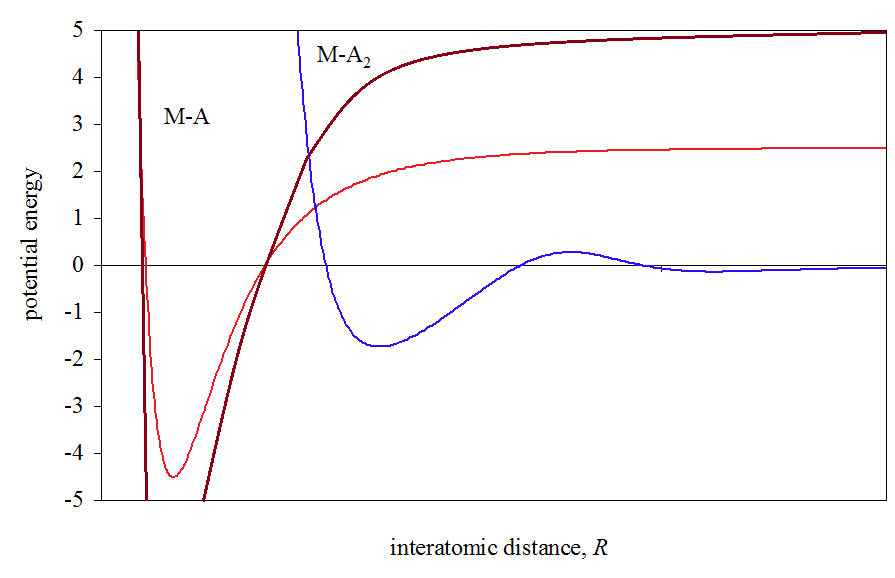 5
M-A₂
4
3
M-A
2
1
0
-1
-2
-3
-4
-5
potential energy
interatomic distance, R